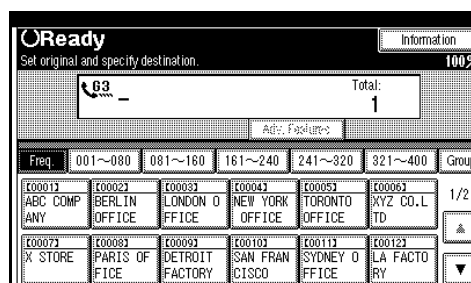 Ready
Information
Set original and specify destination.
100%
G3
Total:
1
Adv. Features
Freq.
001~080
081~160
161~240
241~320
321~400
Group
[0001]
ABC COMP
ANY
[0002]
BERLIN
OFFICE
[0003]
LONDON O
FFICE
[0004]
NEW YORK
OFFICE
[0005]
TORONTO
OFFICE
[0006]
XYZ CO.L
TD
1/2
[0007]
X STORE
[0008]
PARIS OF
FICE
[0009]
DETROIT
FACTORY
[0010]
SAN FRAN
CISCO
[0011]
SYDNEY O
FFICE
[0012]
LA FACTO
RY